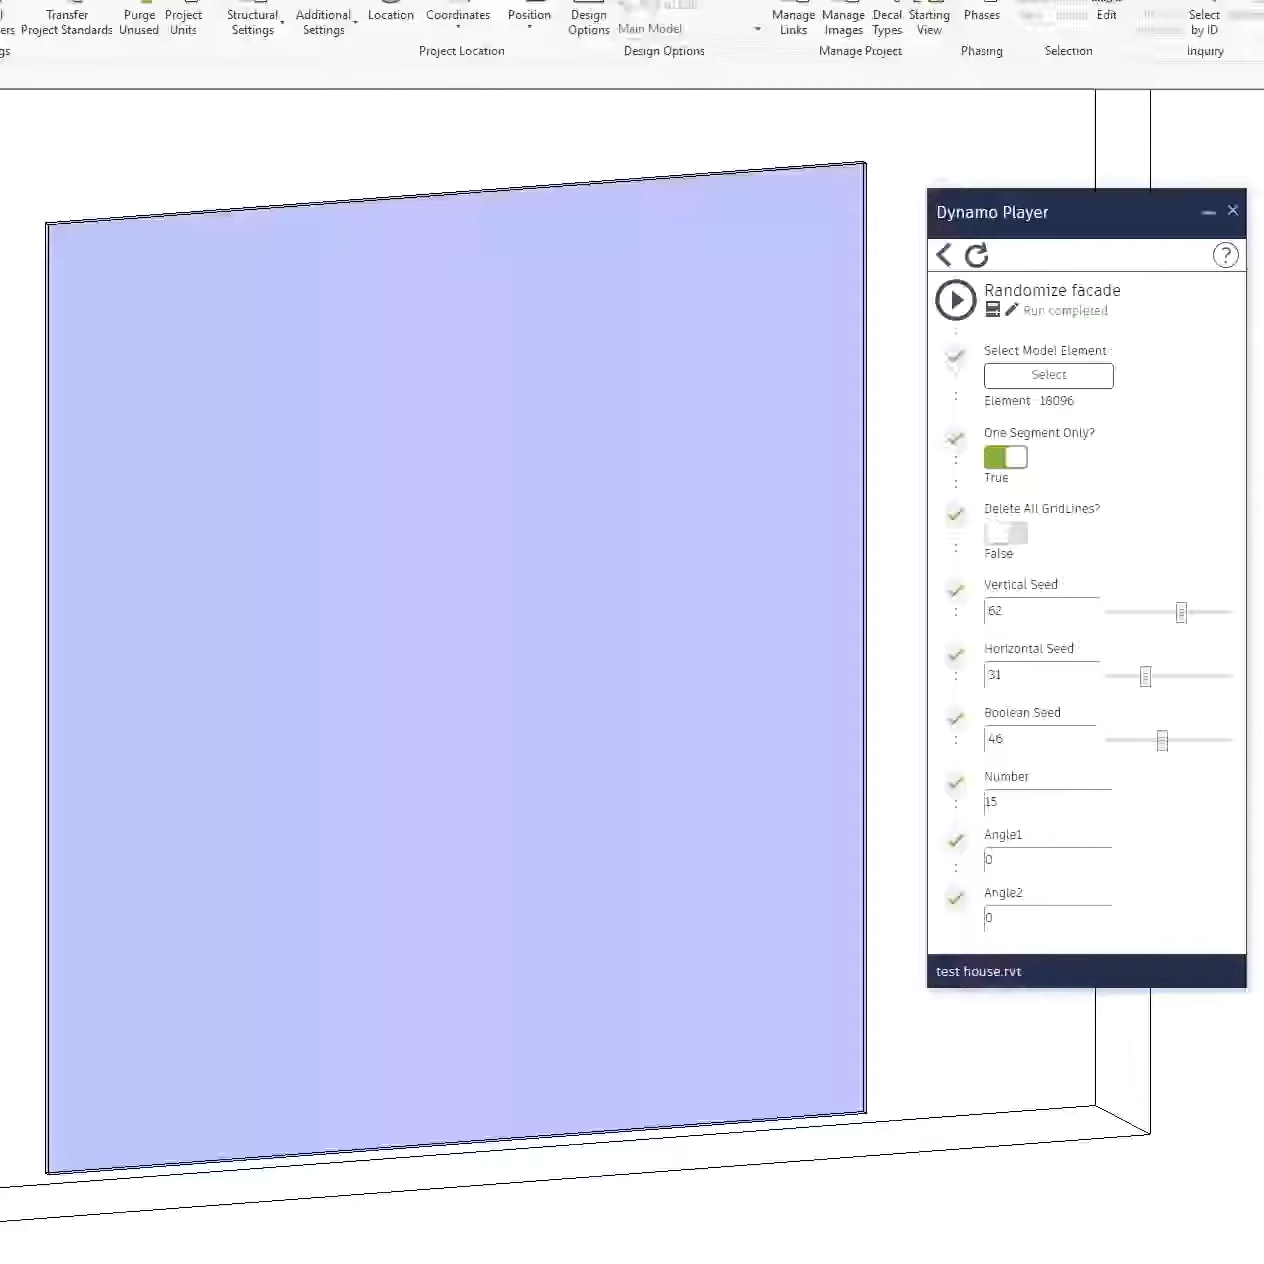 Transfer
Project Standards
Purge
Unused
Project
Units
Structural
Settings
Additional
Settings
Location
Coordinates
Position
Design
Options
Main Model
Manage
Links
Manage
Images
Decal
Types
Starting
View
Phases
Edit
Select
by ID
Project Location
Design Options
Manage Project
Phasing
Selection
Inquiry
Dynamo Player
?
Randomize facade
Run completed
Select Model Element
Select
Element 18096
One Segment Only?
True
Delete All GridLines?
False
Vertical Seed
62
Horizontal Seed
31
Boolean Seed
46
Number
15
Angle1
0
Angle2
0
test house.rvt